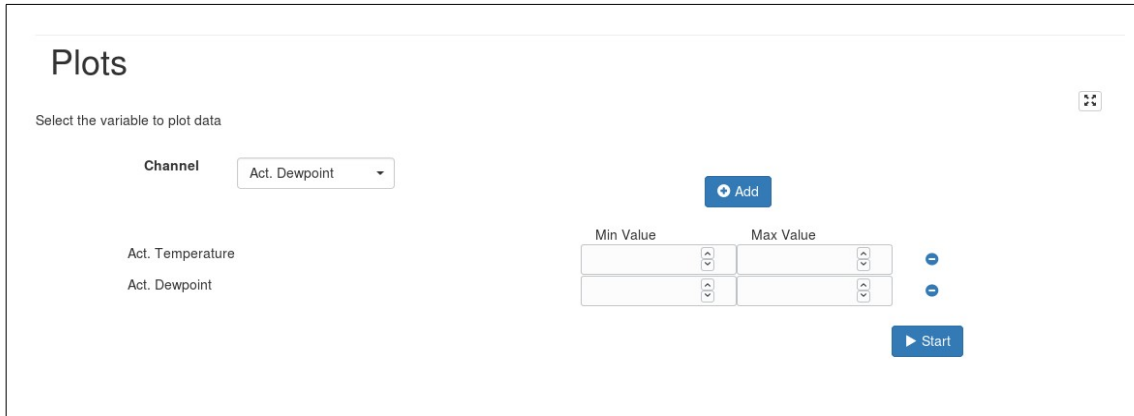 Plots
Select the variable to plot data
Channel Act. Dewpoint
Add
Min Value Max Value
Act. Temperature
Act. Dewpoint
Start